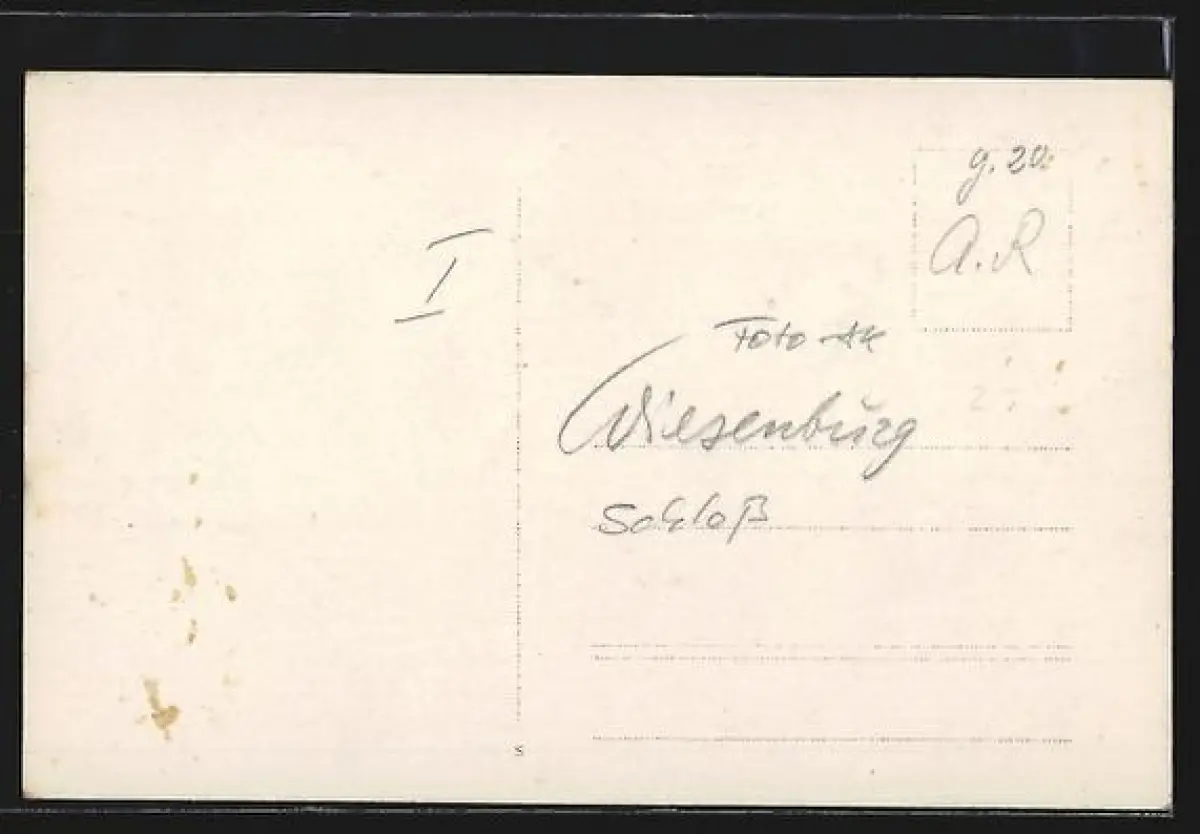 g. 20.
A. R
I
Foto-AK
Wiesenburg
Schloß
s